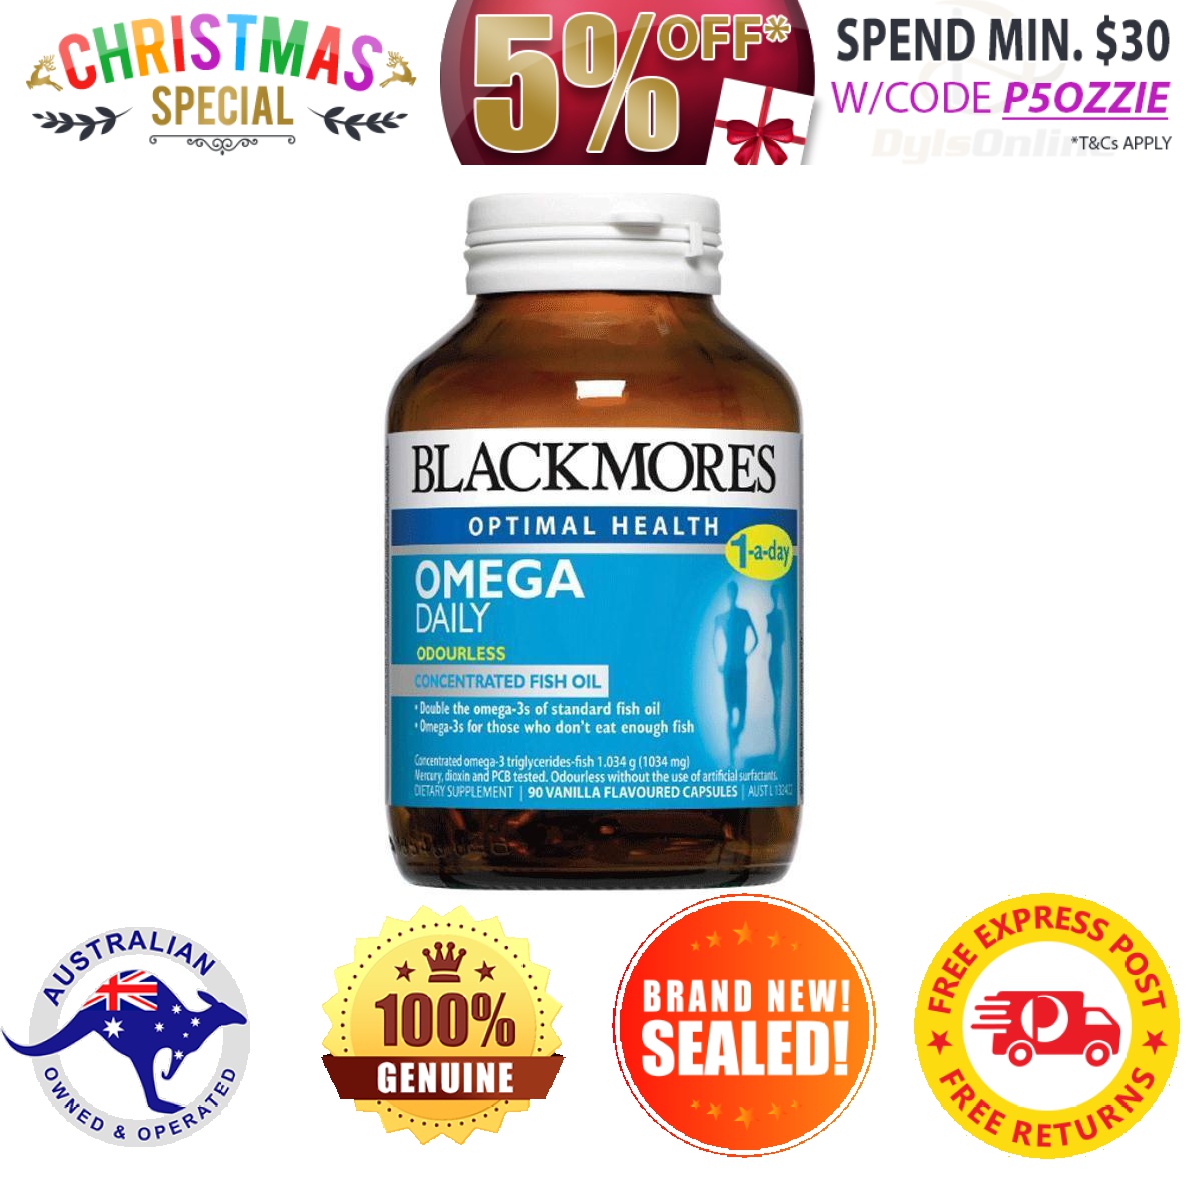 CHRISTMAS
SPECIAL
5% OFF*
SPEND MIN. $30
W/CODE P5OZZIE
*T&Cs APPLY
DylsOnline
BLACKMORES
OPTIMAL HEALTH
1-a-day
OMEGA
DAILY
ODOURLESS
CONCENTRATED FISH OIL
• Double the omega-3s of standard fish oil
• Omega-3s for those who don't eat enough fish
Concentrated omega-3 triglycerides-fish 1.034 g (1034 mg)
Mercury, dioxin and PCB tested. Odourless without the use of artificial surfactants.
DIETARY SUPPLEMENT | 90 VANILLA FLAVOURED CAPSULES | AUST L
AUSTRALIAN
OWNED & OPERATED
100%
GENUINE
BRAND NEW!
SEALED!
FREE EXPRESS POST
FREE RETURNS